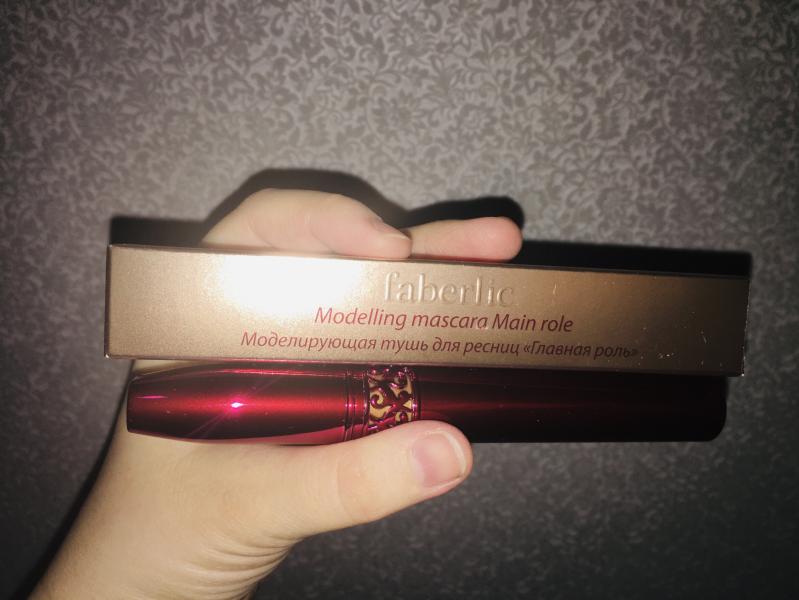 faberlic
Modelling mascara Main role
Моделирующая тушь для ресниц «Главная роль»